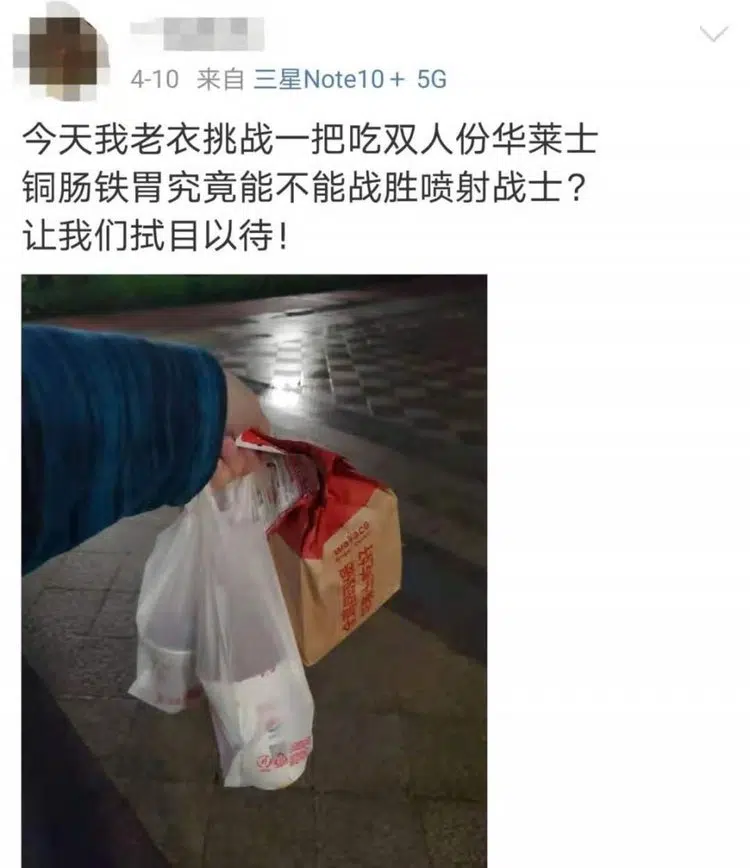 4-10 来自 三星Note10+ 5G
今天我老衣挑战一把吃双人份华莱士
铜肠铁胃究竟能不能战胜喷射战士？
让我们拭目以待！
wallace